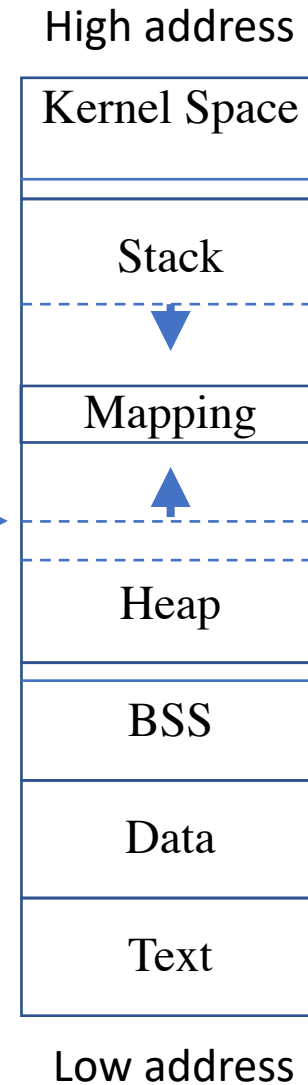 High address
Kernel Space
Stack
Mapping
Heap
BSS
Data
Text
Low address